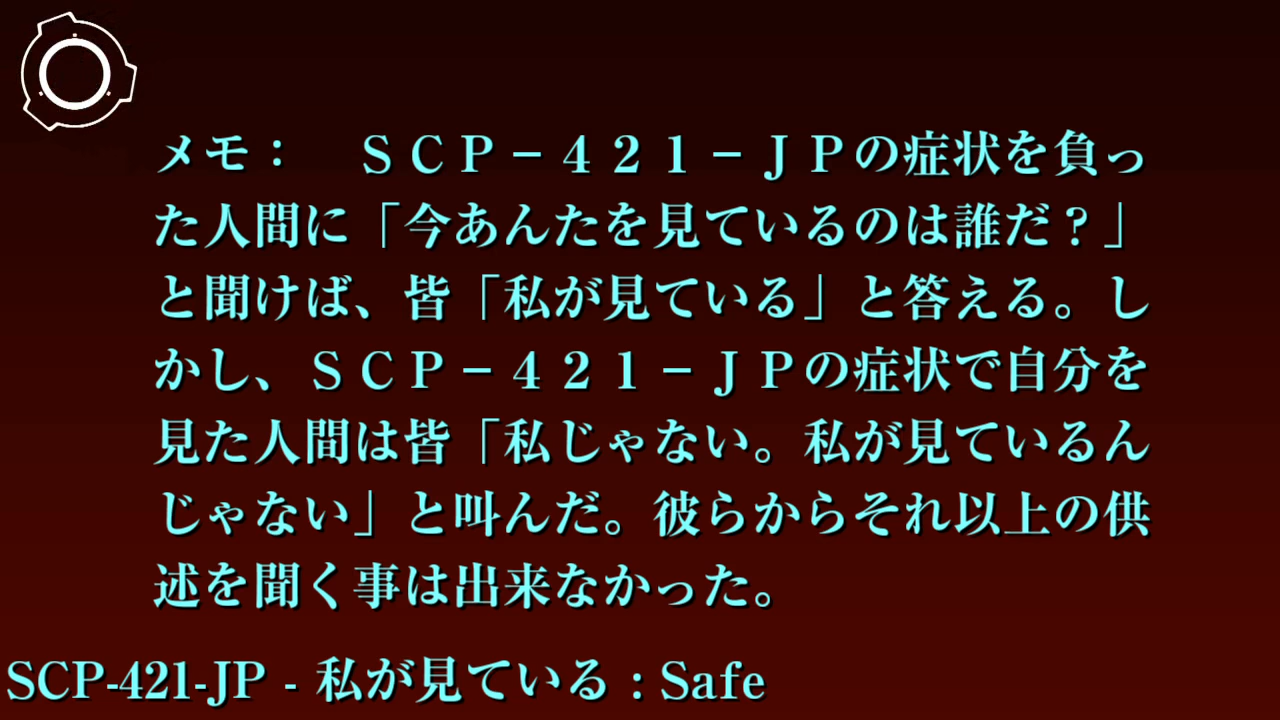 メモ：　ＳＣＰ－４２１－ＪＰの症状を負っ
た人間に「今あんたを見ているのは誰だ？」
と聞けば、皆「私が見ている」と答える。し
かし、ＳＣＰ－４２１－ＪＰの症状で自分を
見た人間は皆「私じゃない。私が見ているん
じゃない」と叫んだ。彼らからそれ以上の供
述を聞く事は出来なかった。
SCP-421-JP - 私が見ている : Safe